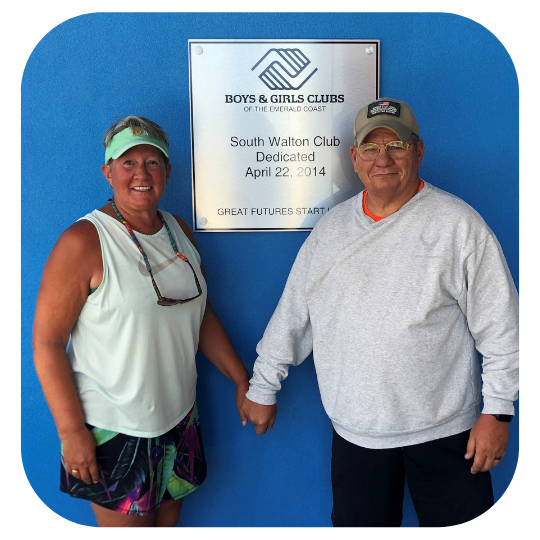 BOYS & GIRLS CLUBS
OF THE EMERALD COAST
South Walton Club
Dedicated
April 22, 2014
GREAT FUTURES START